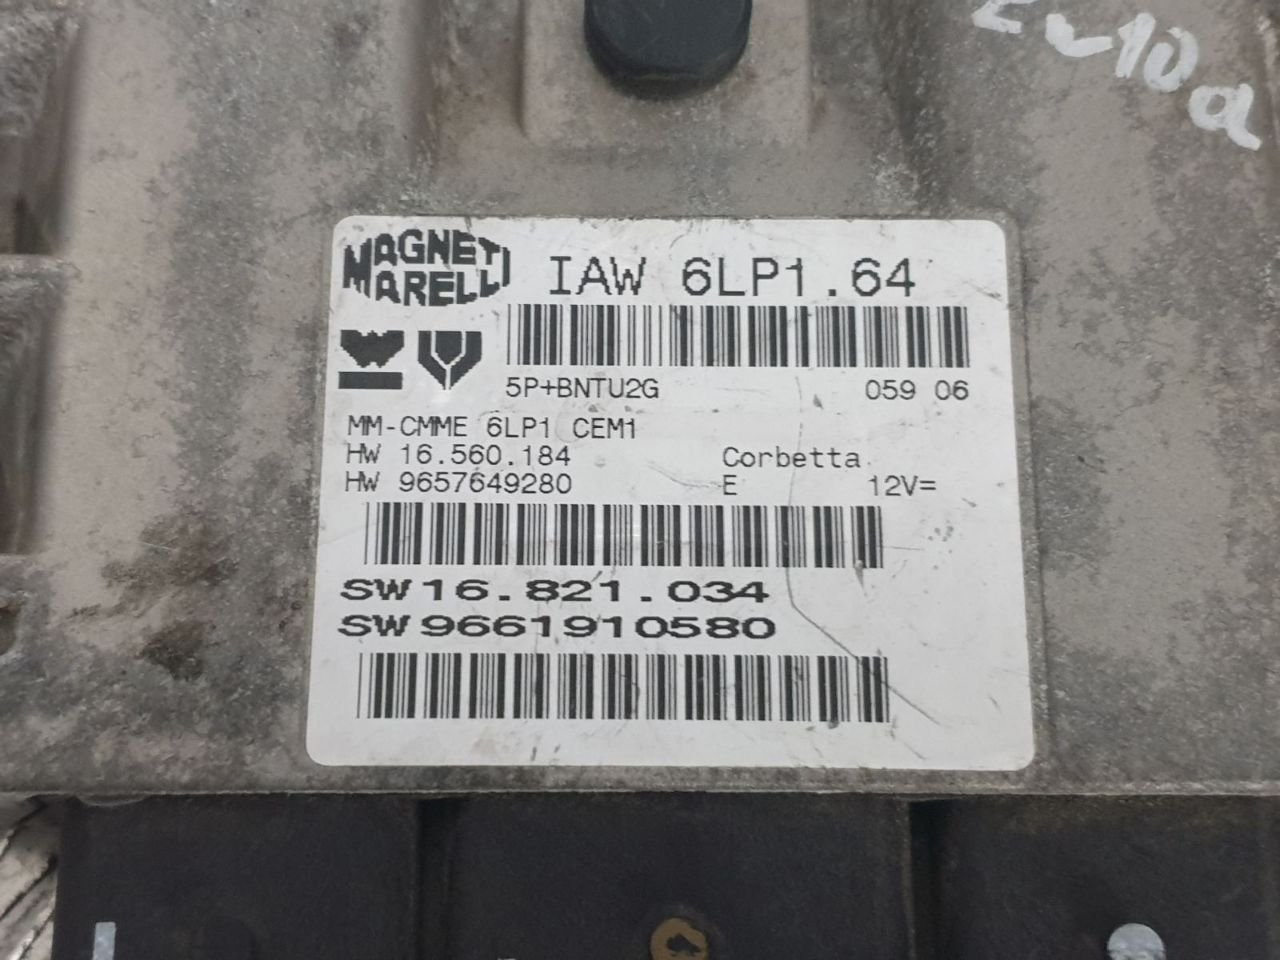 MAGNETI
MARELLI
IAW 6LP1.64
5P+BNTU2G 059 06
MM-CMME 6LP1 CEM1
HW 16.560.184 Corbetta
HW 9657649280 E 12V=
SW 16.821.034
SW 9661910580